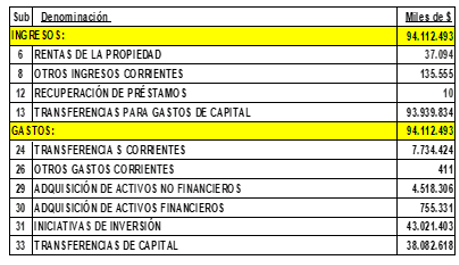 Sub Denominación Miles de $
INGRESOS: 94.112.493
6 RENTAS DE LA PROPIEDAD 37.094
8 OTROS INGRESOS CORRIENTES 135.555
12 RECUPERACIÓN DE PRÉSTAMOS 10
13 TRANSFERENCIAS PARA GASTOS DE CAPITAL 93.939.834
GASTOS: 94.112.493
24 TRANSFERENCIA S CORRIENTES 7.734.424
26 OTROS GASTOS CORRIENTES 411
29 ADQUISICIÓN DE ACTIVOS NO FINANCIEROS 4.518.306
30 ADQUISICIÓN DE ACTIVOS FINANCIEROS 755.331
31 INICIATIVAS DE INVERSIÓN 43.021.403
33 TRANSFERENCIAS DE CAPITAL 38.082.618